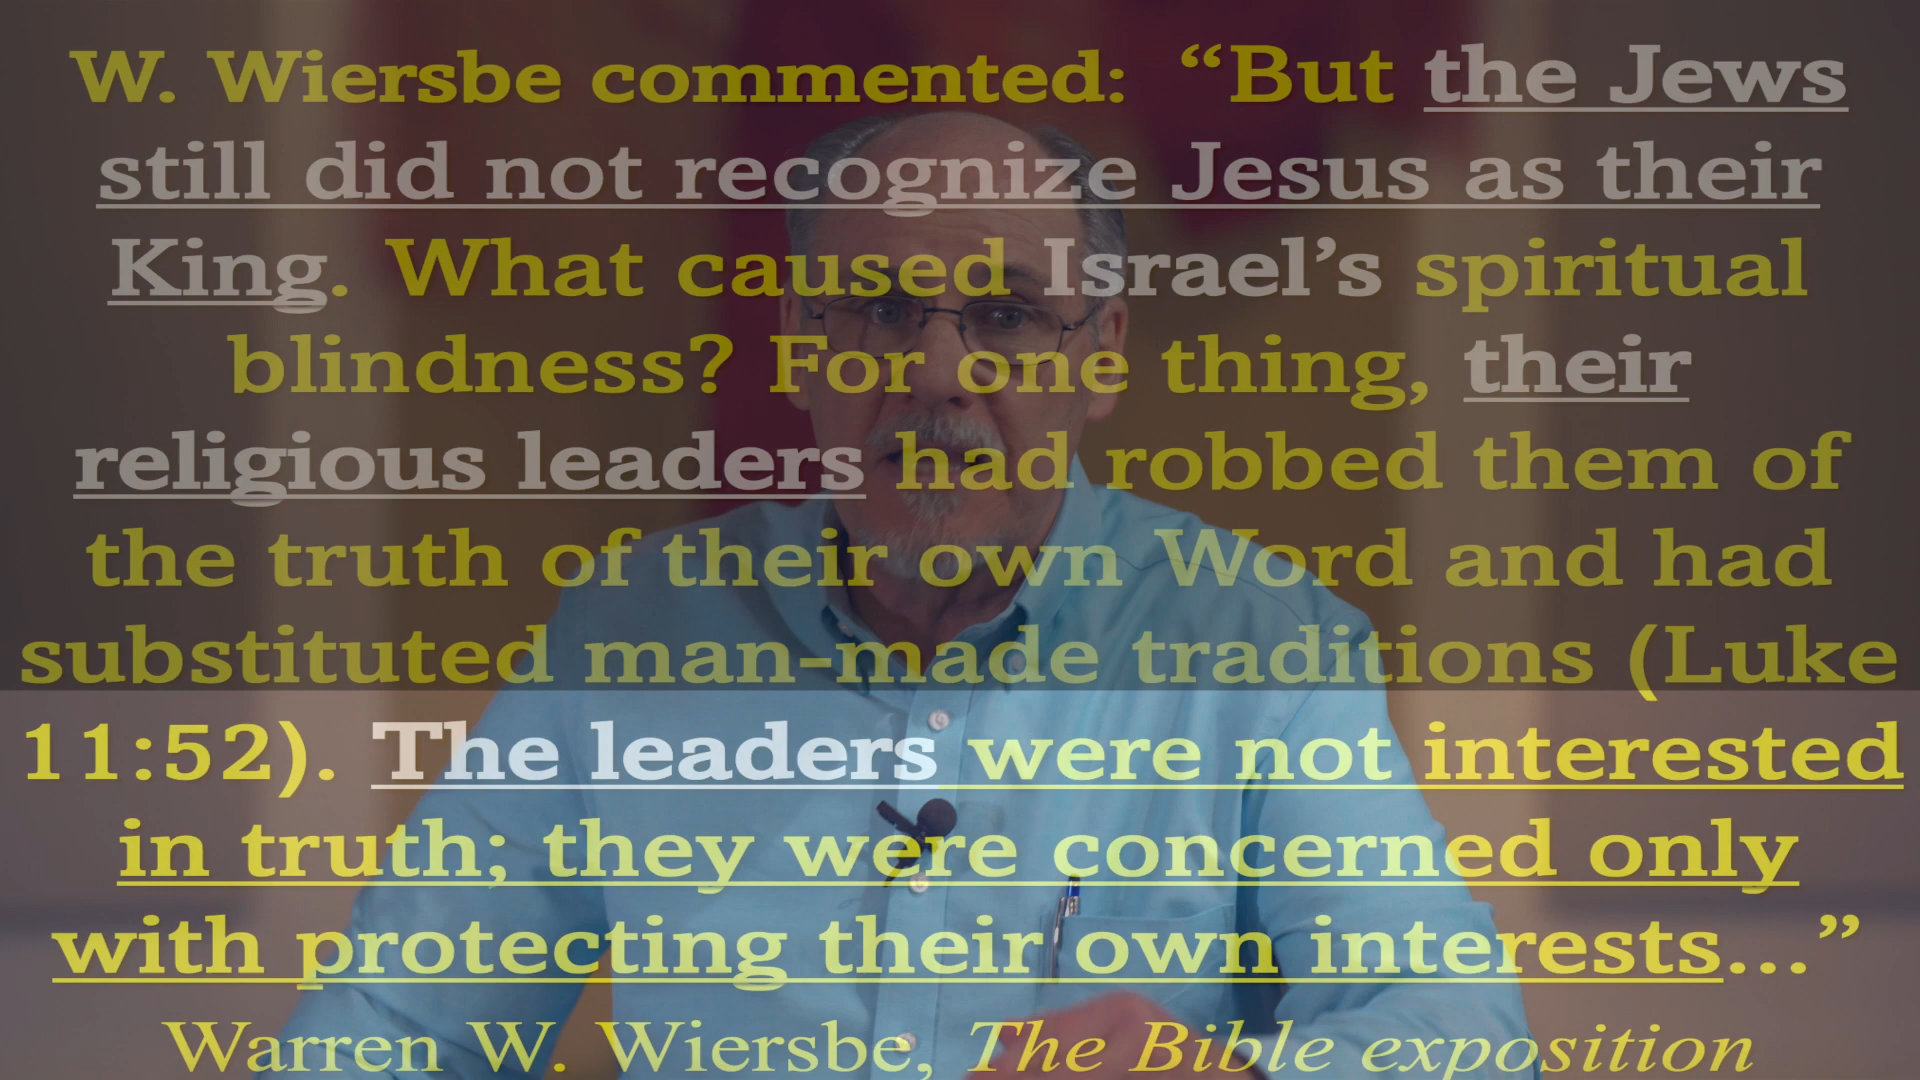 W. Wiersbe commented: “But the Jews
still did not recognize Jesus as their
King. What caused Israel’s spiritual
blindness? For one thing, their
religious leaders had robbed them of
the truth of their own Word and had
substituted man-made traditions (Luke
11:52). The leaders were not interested
in truth; they were concerned only
with protecting their own interests...”
Warren W. Wiersbe, The Bible exposition